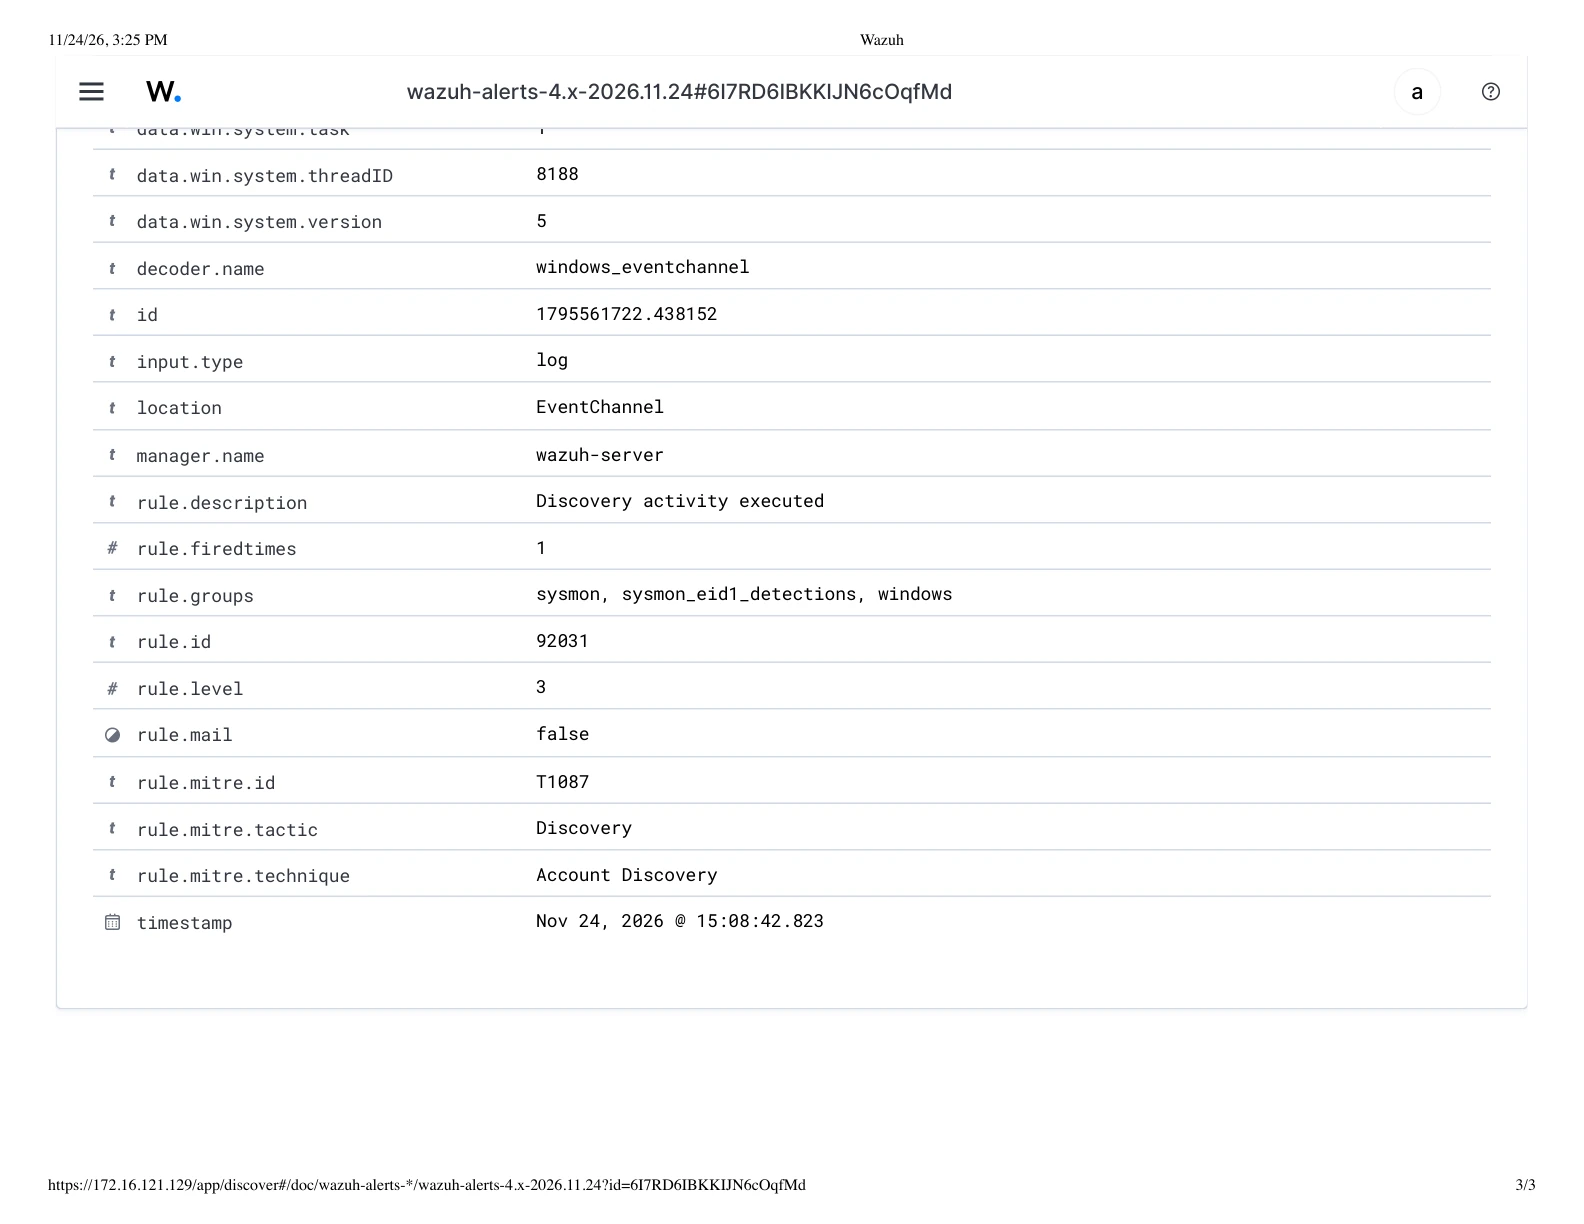 11/24/26, 3:25 PM Wazuh
W. wazuh-alerts-4.x-2026.11.24#6I7RD6IBKKIJN6cOqfMd a
t data.win.system.task 1
t data.win.system.threadID 8188
t data.win.system.version 5
t decoder.name windows_eventchannel
t id 1795561722.438152
t input.type log
t location EventChannel
t manager.name wazuh-server
t rule.description Discovery activity executed
# rule.firedtimes 1
t rule.groups sysmon, sysmon_eid1_detections, windows
t rule.id 92031
# rule.level 3
rule.mail false
t rule.mitre.id T1087
t rule.mitre.tactic Discovery
t rule.mitre.technique Account Discovery
timestamp Nov 24, 2026 @ 15:08:42.823
https://172.16.121.129/app/discover#/doc/wazuh-alerts-*/wazuh-alerts-4.x-2026.11.24?id=6I7RD6IBKKIJN6cOqfMd 3/3